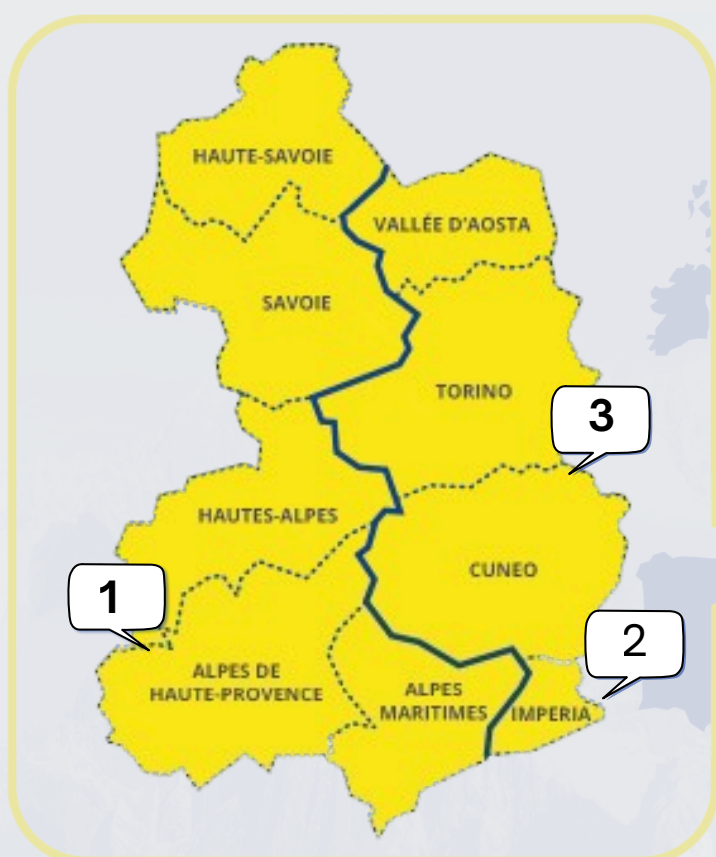 HAUTE-SAVOIE
VALLÉE D'AOSTA
SAVOIE
TORINO
3
HAUTES-ALPES
CUNEO
1
2
ALPES DE
HAUTE-PROVENCE
ALPES
MARITIMES
IMPERIA